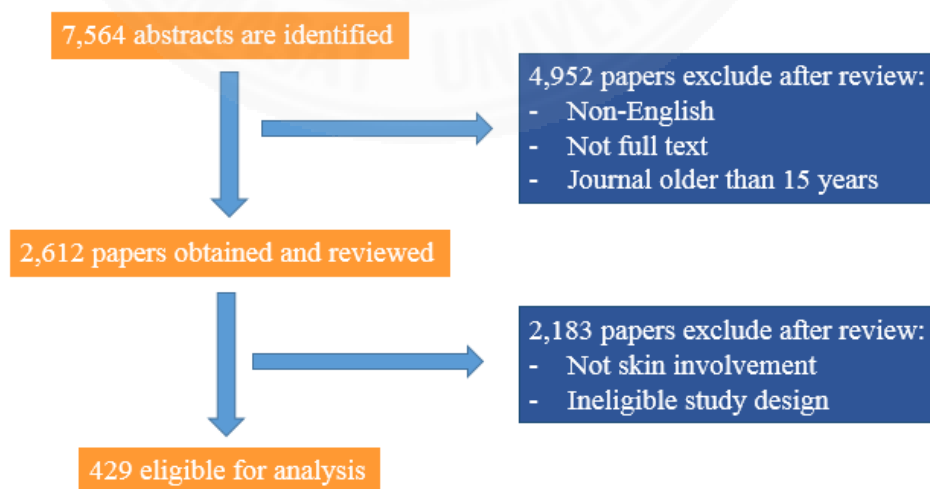 7,564 abstracts are identified
4,952 papers exclude after review:
- Non-English
- Not full text
- Journal older than 15 years
2,612 papers obtained and reviewed
2,183 papers exclude after review:
- Not skin involvement
- Ineligible study design
429 eligible for analysis